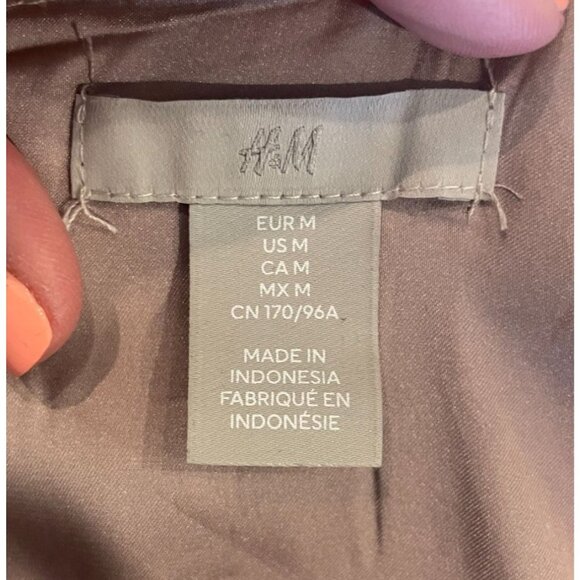 H&M
EUR M
US M
CA M
MX M
CN 170/96A
MADE IN
INDONESIA
FABRIQUÉ EN
INDONÉSIE